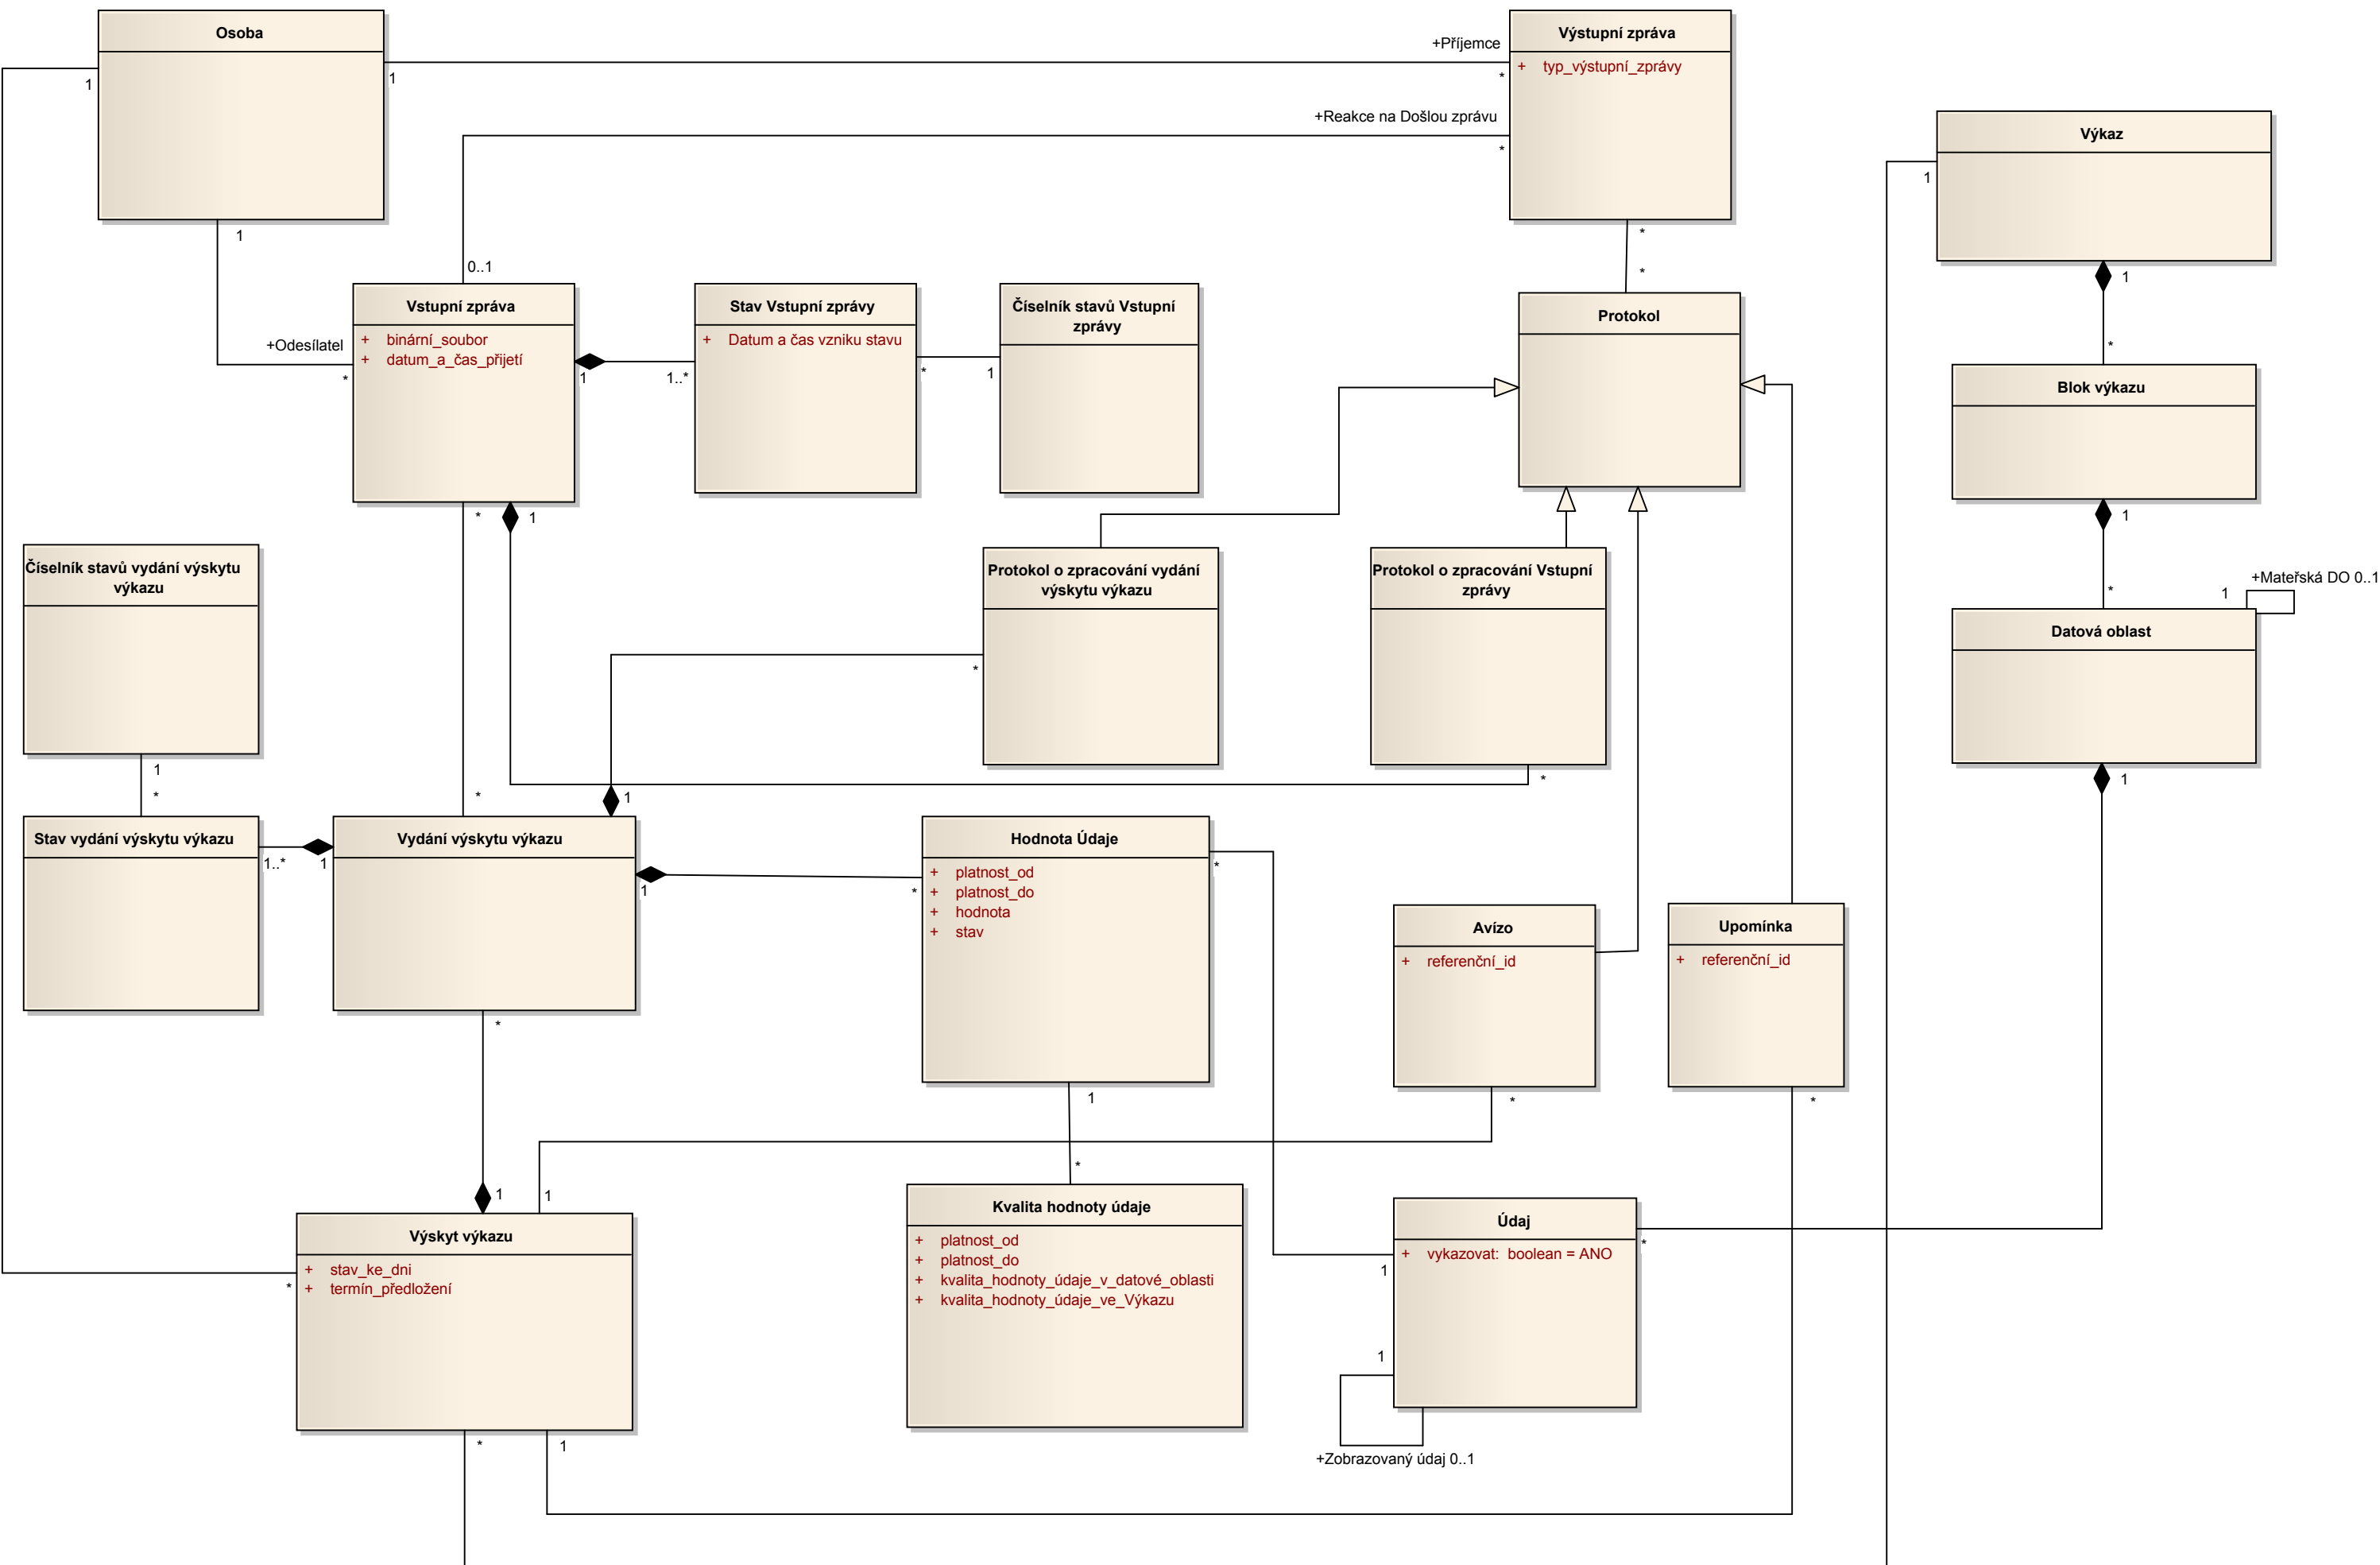 Osoba
1
1
1
+Příjemce
*
Výstupní zpráva
+ typ_výstupní_zprávy
+Reakce na Došlou zprávu
*
*
Výkaz
1
1
0..1
Vstupní zpráva
+ binární_soubor
+ datum_a_čas_přijetí
+Odesílatel
*
1
1..*
Stav Vstupní zprávy
+ Datum a čas vzniku stavu
*
1
Číselník stavů Vstupní
zprávy
*
Protokol
*
Blok výkazu
1
*
1
Číselník stavů vydání výskytu
výkazu
1
*
Protokol o zpracování vydání
výskytu výkazu
*
Protokol o zpracování Vstupní
zprávy
*
+Mateřská DO 0..1
1
*
Datová oblast
1
Stav vydání výskytu výkazu
1..*
1
*
1
Vydání výskytu výkazu
1
*
*
Hodnota Údaje
+ platnost_od
+ platnost_do
+ hodnota
+ stav
*
1
Avízo
+ referenční_id
*
Upomínka
+ referenční_id
*
1
1
*
Výskyt výkazu
+ stav_ke_dni
+ termín_předložení
*
*
1
Kvalita hodnoty údaje
+ platnost_od
+ platnost_do
+ kvalita_hodnoty_údaje_v_datové_oblasti
+ kvalita_hodnoty_údaje_ve_Výkazu
Údaj
+ vykazovat: boolean = ANO
*
1
1
+Zobrazovaný údaj 0..1